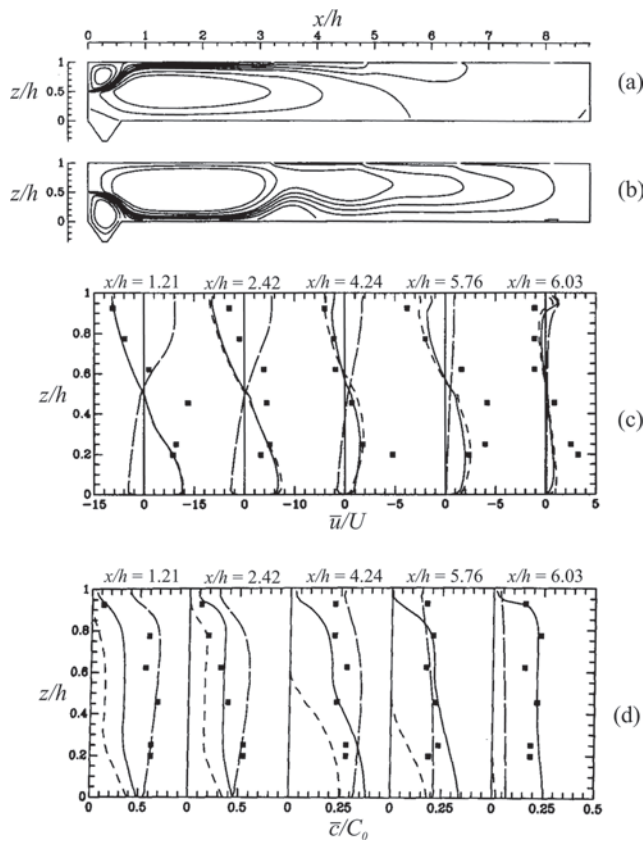 x/h
0 1 2 3 4 5 6 7 8
1
z/h 0.5
0
(a)
1
z/h 0.5
0
(b)
x/h = 1.21 x/h = 2.42 x/h = 4.24 x/h = 5.76 x/h = 6.03
1
0.8
0.6
z/h
0.4
0.2
0
(c)
-15 0 -15 0 -10 0 -10 0 -10 0 5
u̅/U
x/h = 1.21 x/h = 2.42 x/h = 4.24 x/h = 5.76 x/h = 6.03
1
0.8
0.6
z/h
0.4
0.2
0
(d)
0 0.5 0 0.5 0 0.25 0 0.25 0 0.25 0.5
c̅/C₀